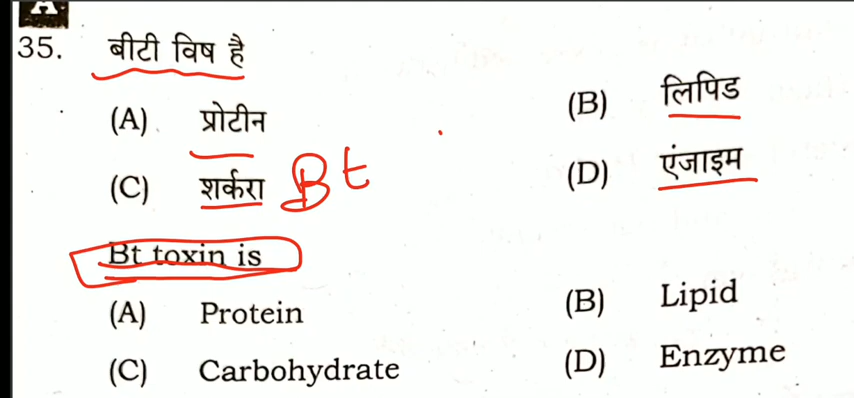 A
35. बीटी विष है
(A) प्रोटीन (B) लिपिड
(C) शर्करा Bt (D) एंजाइम
Bt toxin is
(A) Protein (B) Lipid
(C) Carbohydrate (D) Enzyme